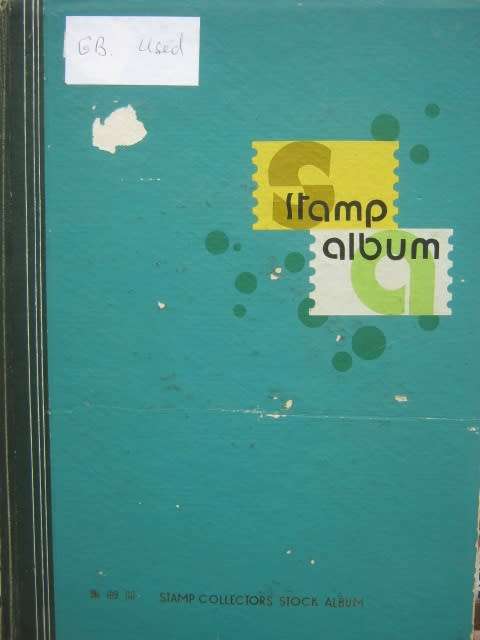 GB. Used
stamp
album
STAMP COLLECTORS STOCK ALBUM